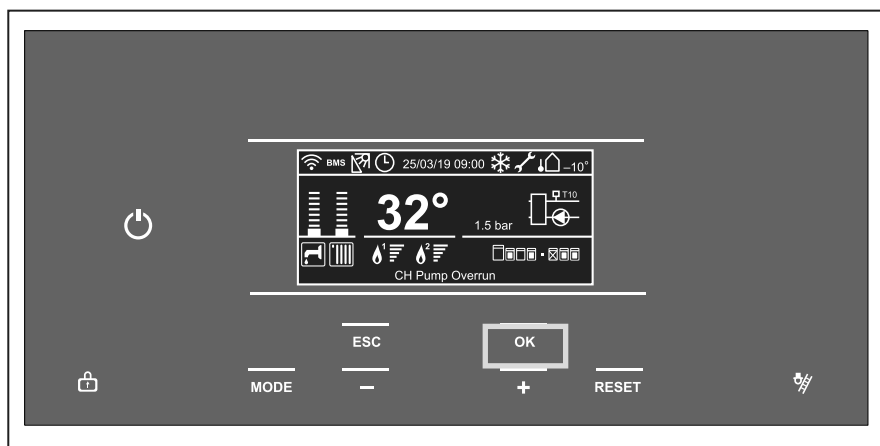 BMS 25/03/19 09:00 –10°
T10
32° 1.5 bar
1 2
CH Pump Overrun
ESC OK
MODE – + RESET